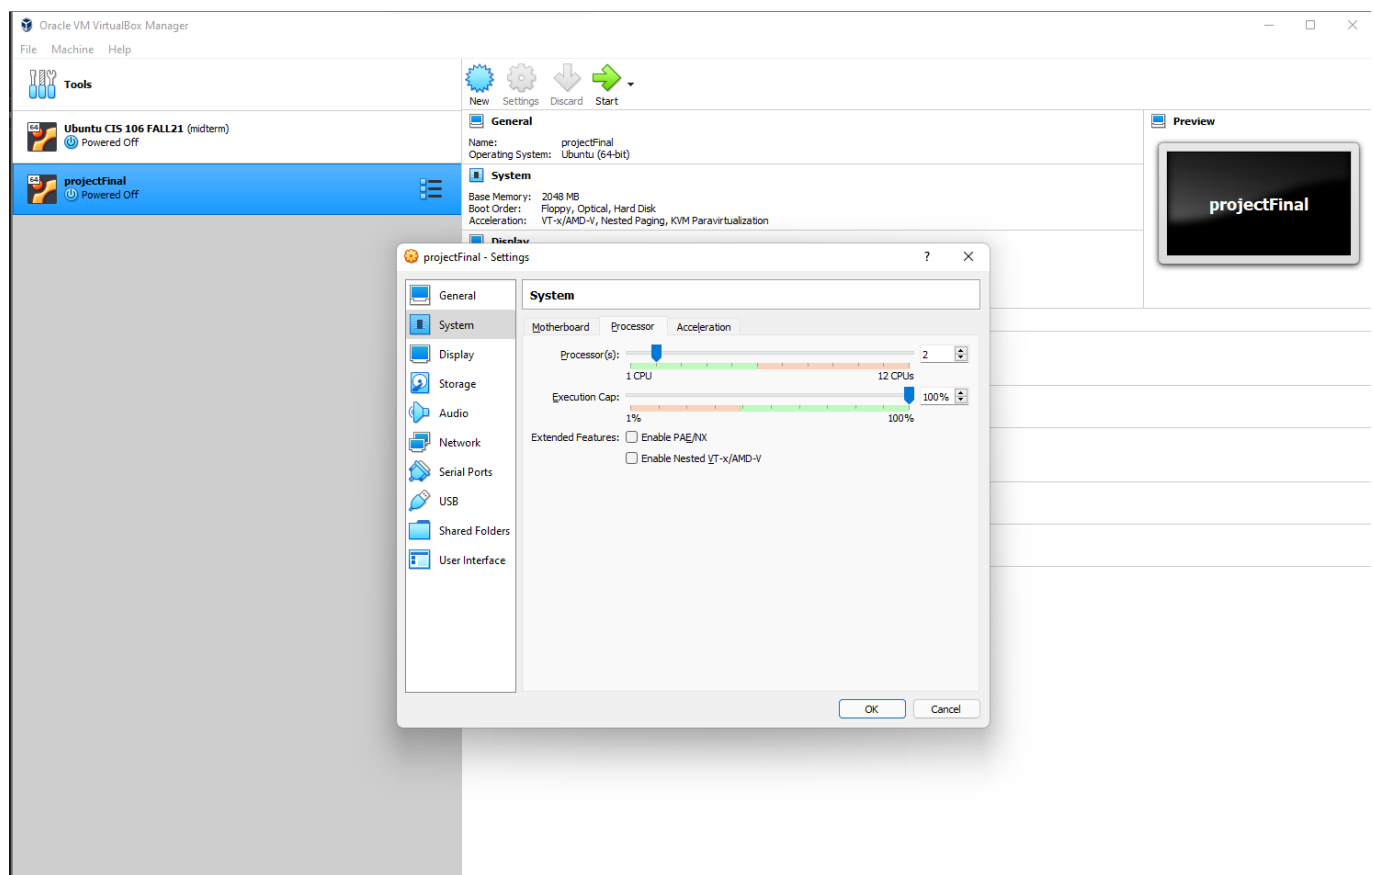 Oracle VM VirtualBox Manager
File Machine Help
Tools
New Settings Discard Start
64 Ubuntu CIS 106 FALL21 (midterm)
Powered Off
64 projectFinal
Powered Off
General
Name: projectFinal
Operating System: Ubuntu (64-bit)
System
Base Memory: 2048 MB
Boot Order: Floppy, Optical, Hard Disk
Acceleration: VT-x/AMD-V, Nested Paging, KVM Paravirtualization
Display
Preview
projectFinal
projectFinal - Settings ?
General
System
Display
Storage
Audio
Network
Serial Ports
USB
Shared Folders
User Interface
System
Motherboard Processor Acceleration
Processor(s): 2
1 CPU 12 CPUs
Execution Cap: 100%
1% 100%
Extended Features: Enable PAE/NX
Enable Nested VT-x/AMD-V
OK Cancel